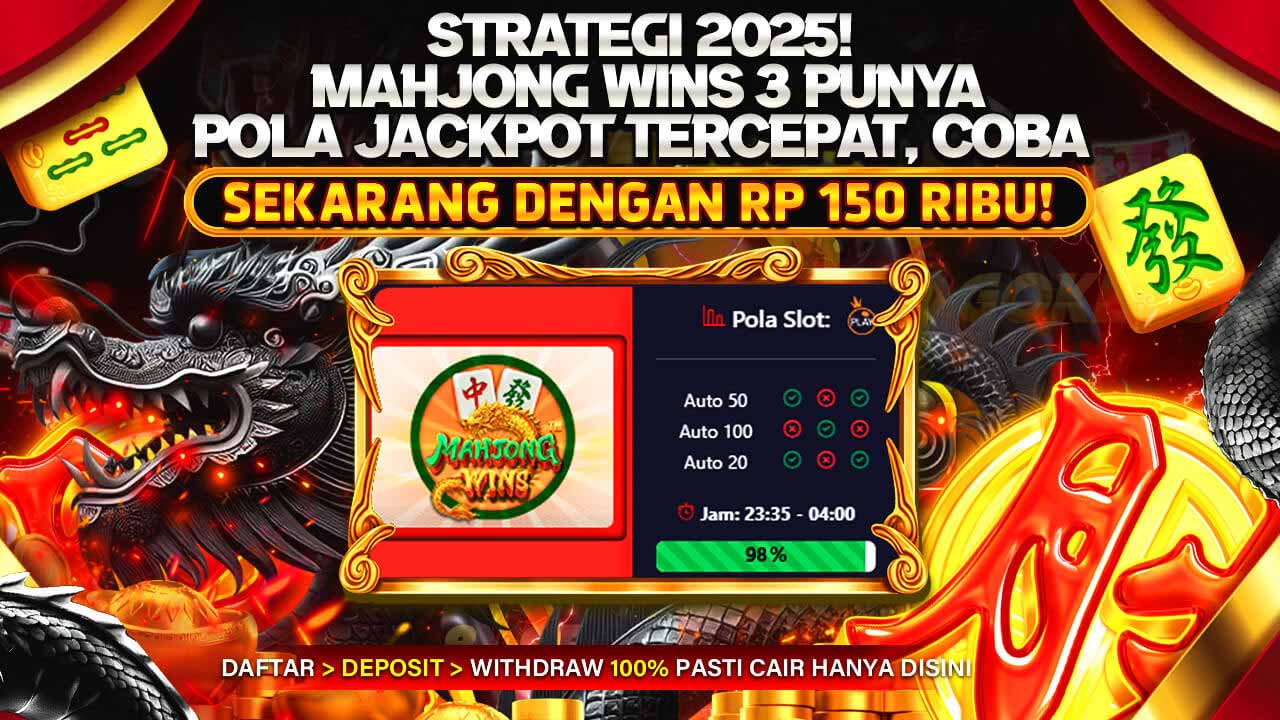 STRATEGI 2025!
MAHJONG WINS 3 PUNYA
POLA JACKPOT TERCEPAT, COBA
SEKARANG DENGAN RP 150 RIBU!
發
中 發
MAHJONG
WINS
Pola Slot:
PLAY
Auto 50
Auto 100
Auto 20
Jam: 23:35 - 04:00
98%
DAFTAR > DEPOSIT > WITHDRAW 100% PASTI CAIR HANYA DISINI